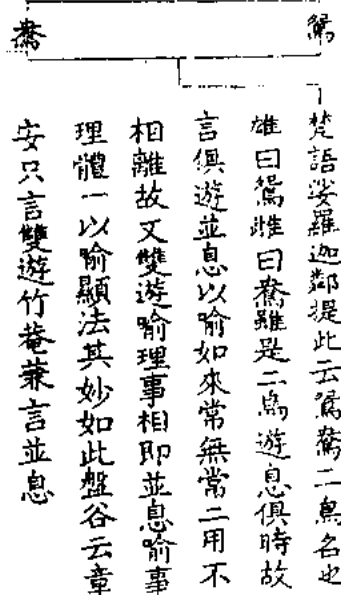 鴛
鴦
梵語娑羅迦鄰提此云鴛鴦二鳥名也
雄曰鴛雌曰鴦雖是二鳥遊息俱時故
言俱遊並息以喻如來常無常二用不
相離故又雙遊喻理事相即並息喻事
理體一以喻顯法其妙如此盤谷云章
安只言雙遊竹菴兼言並息